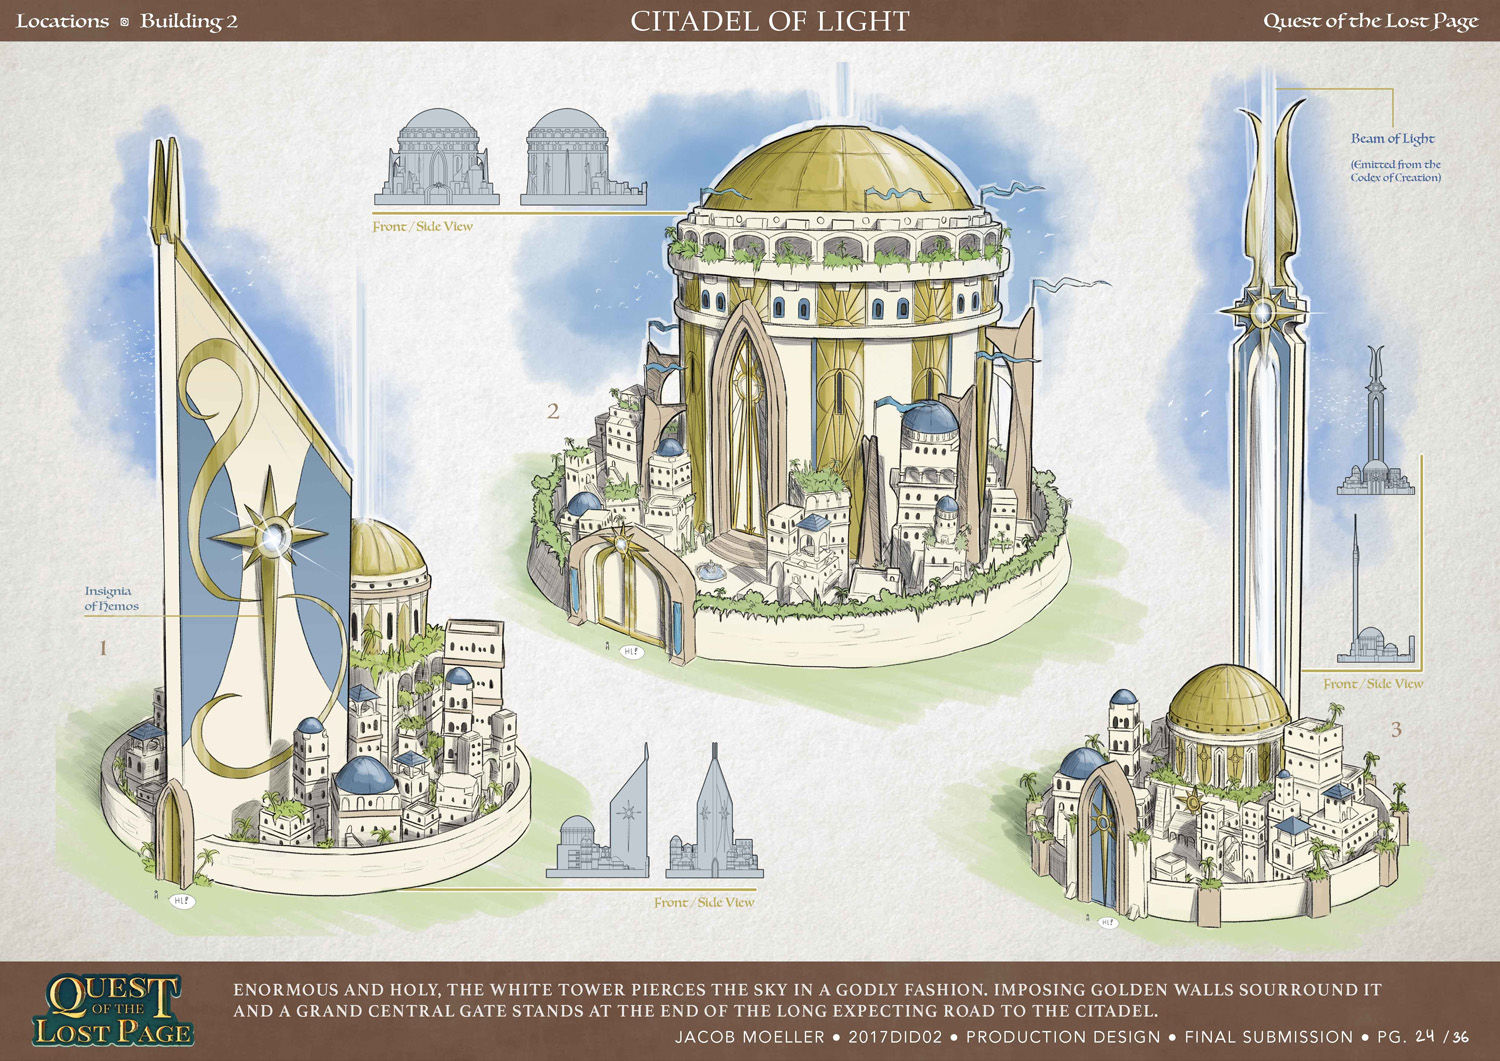 Locations Building 2
CITADEL OF LIGHT
Quest of the Lost Page
Front/Side View
Beam of Light
(Emitted from the
Codex of Creation)
2
Insignia
of Hemos
1
HI!
HI!
Front/Side View
3
HI!
Front/Side View
QUEST
OF THE
LOST PAGE
ENORMOUS AND HOLY, THE WHITE TOWER PIERCES THE SKY IN A GODLY FASHION. IMPOSING GOLDEN WALLS SOURROUND IT
AND A GRAND CENTRAL GATE STANDS AT THE END OF THE LONG EXPECTING ROAD TO THE CITADEL.
JACOB MOELLER • 2017DID02 • PRODUCTION DESIGN • FINAL SUBMISSION • PG. 24 / 36